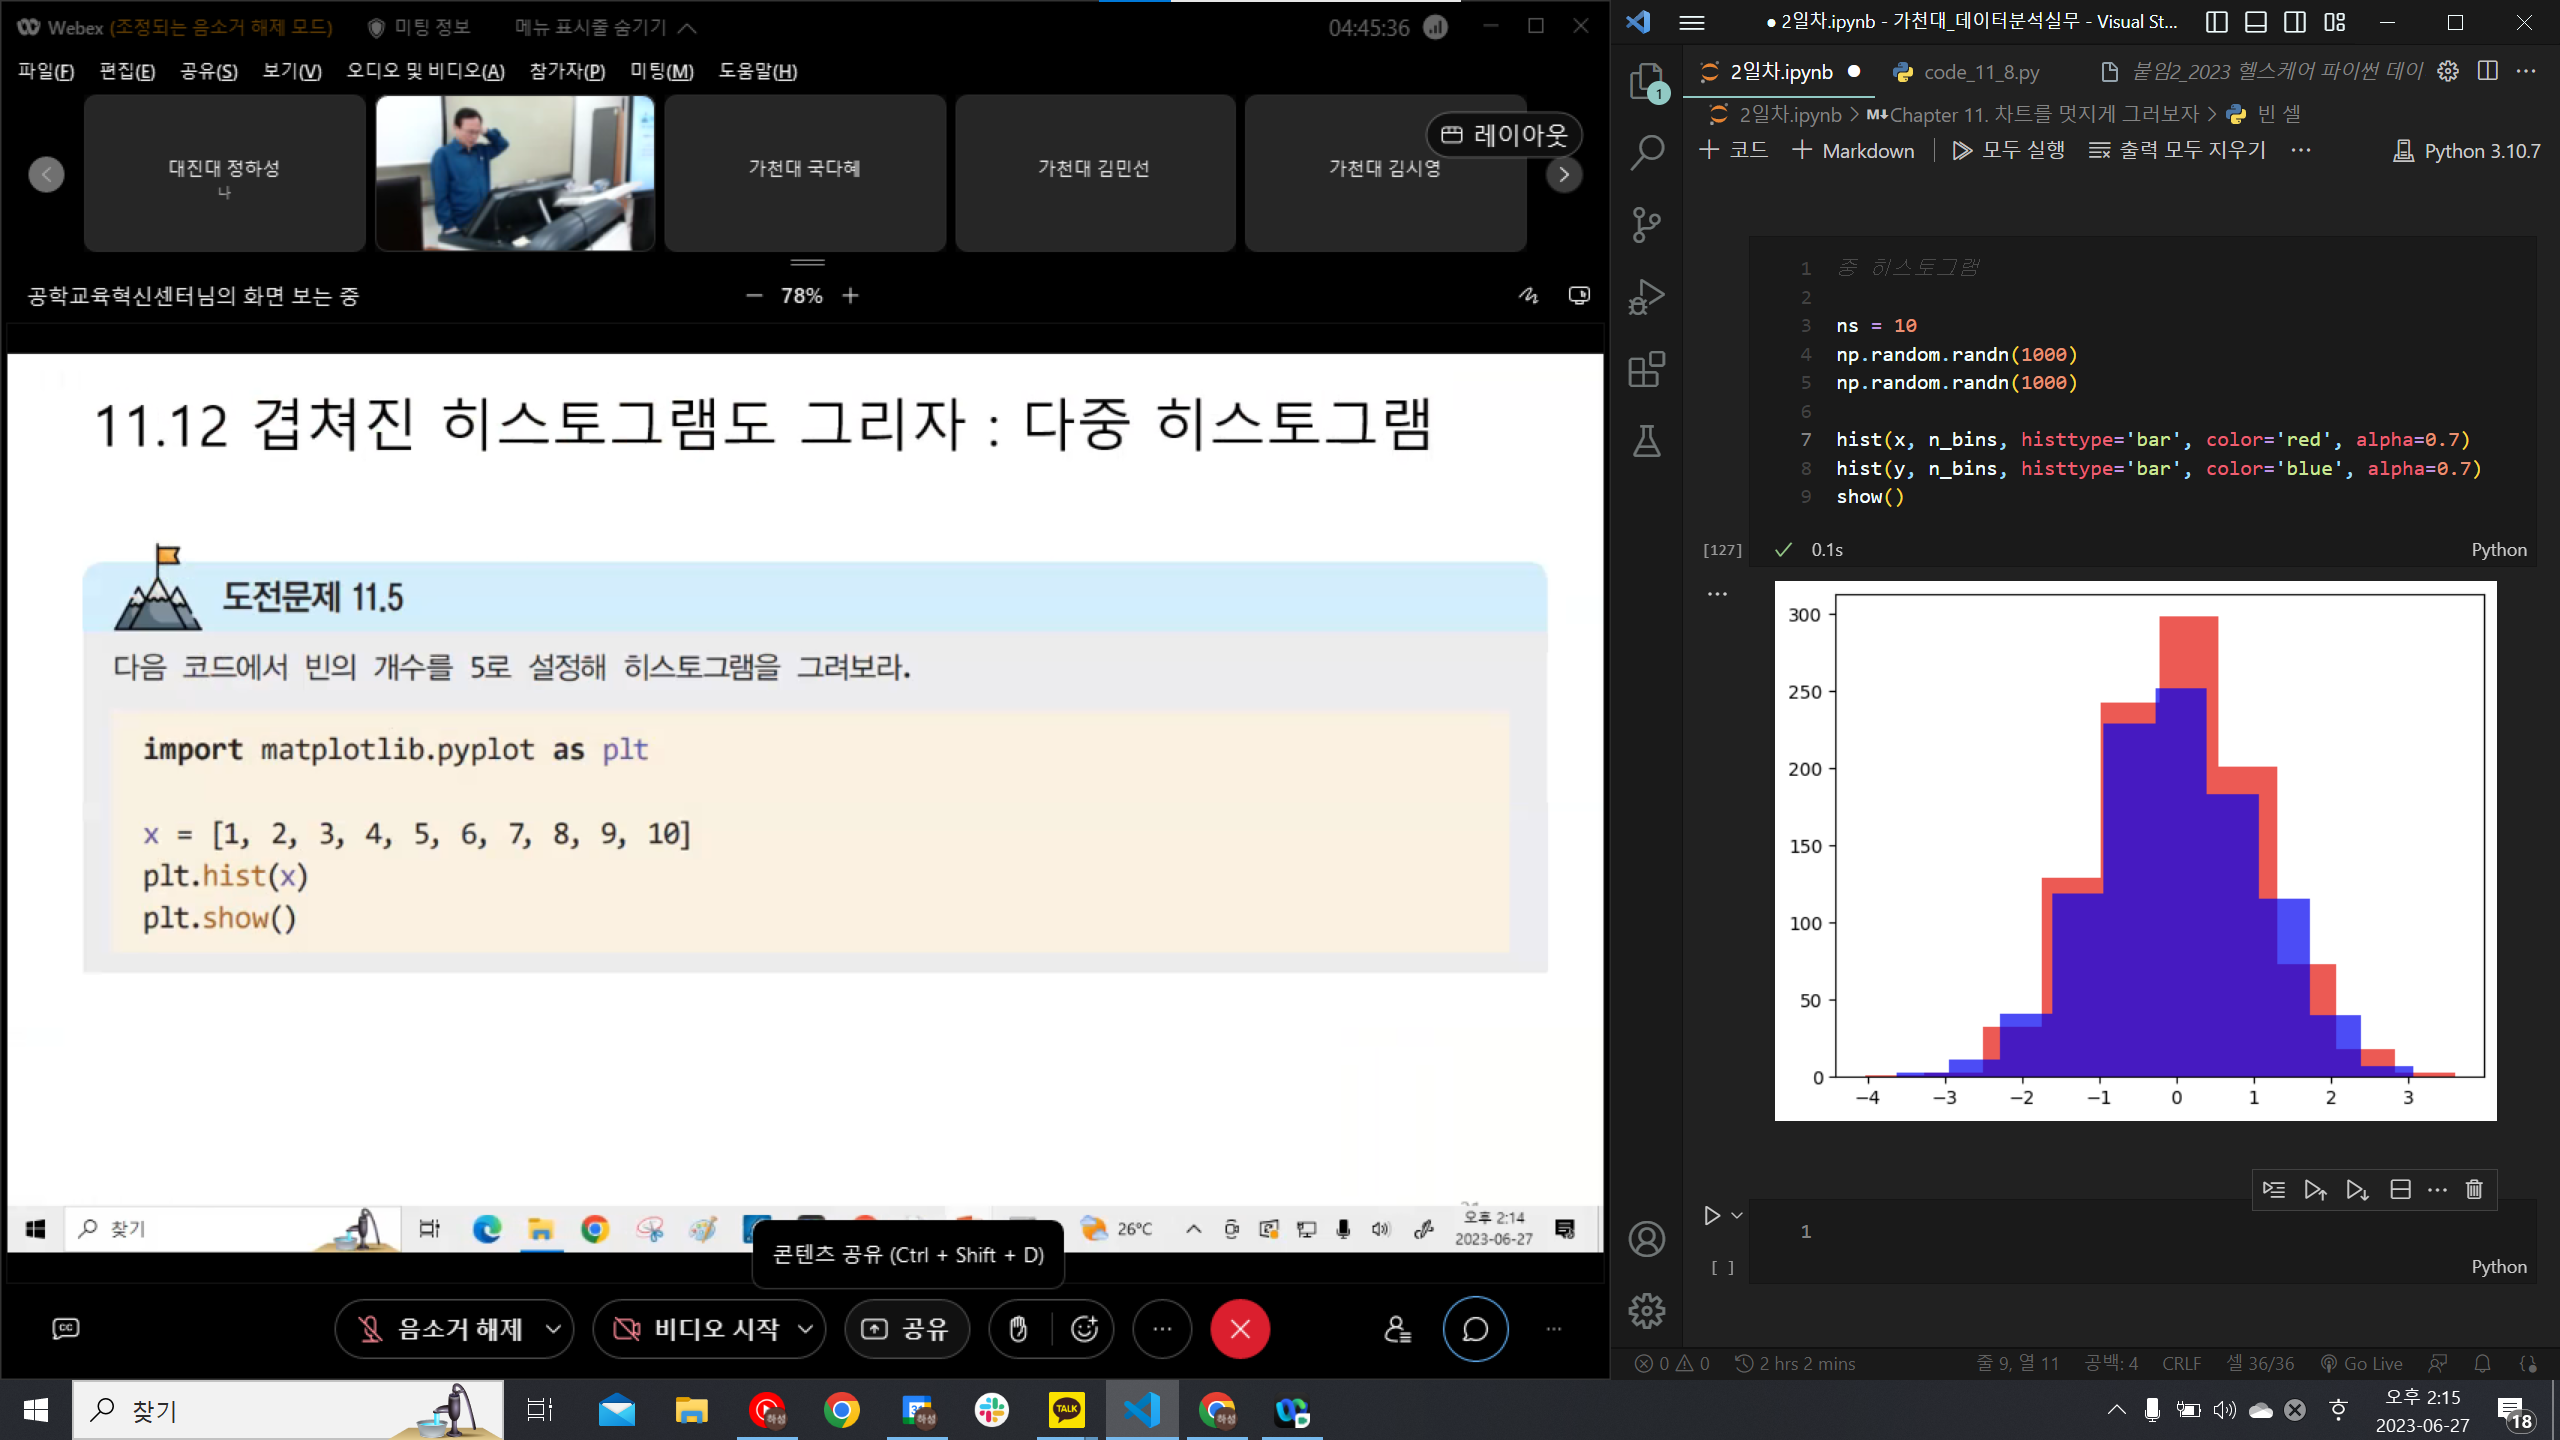 Webex (조정되는 음소거 해제 모드) 미팅 정보 메뉴 표시줄 숨기기 04:45:36
파일(F) 편집(E) 공유(S) 보기(V) 오디오 및 비디오(A) 참가자(P) 미팅(M) 도움말(H)
레이아웃
대진대 정하성
나
가천대 국다혜
가천대 김민선
가천대 김시영
공학교육혁신센터님의 화면 보는 중
78%
11.12 겹쳐진 히스토그램도 그리자 : 다중 히스토그램
도전문제 11.5
다음 코드에서 빈의 개수를 5로 설정해 히스토그램을 그려보라.
import matplotlib.pyplot as plt
x = [1, 2, 3, 4, 5, 6, 7, 8, 9, 10]
plt.hist(x)
plt.show()
찾기
26°C
오후 2:14
2023-06-27
콘텐츠 공유 (Ctrl + Shift + D)
음소거 해제
비디오 시작
공유
● 2일차.ipynb - 가천대_데이터분석실무 - Visual St...
2일차.ipynb ● code_11_8.py 붙임2_2023 헬스케어 파이썬 데이
1
2일차.ipynb > M↓Chapter 11. 차트를 멋지게 그려보자 > 빈 셀
+ 코드 + Markdown 모두 실행 출력 모두 지우기 ... Python 3.10.7
1 중 히스토그램
2
3 ns = 10
4 np.random.randn(1000)
5 np.random.randn(1000)
6
7 hist(x, n_bins, histtype='bar', color='red', alpha=0.7)
8 hist(y, n_bins, histtype='bar', color='blue', alpha=0.7)
9 show()
[127] 0.1s Python
300
250
200
150
100
50
0
−4 −3 −2 −1 0 1 2 3
1
[ ] Python
0 0 2 hrs 2 mins 줄 9, 열 11 공백: 4 CRLF 셀 36/36 Go Live
찾기
TALK
오후 2:15
2023-06-27
18